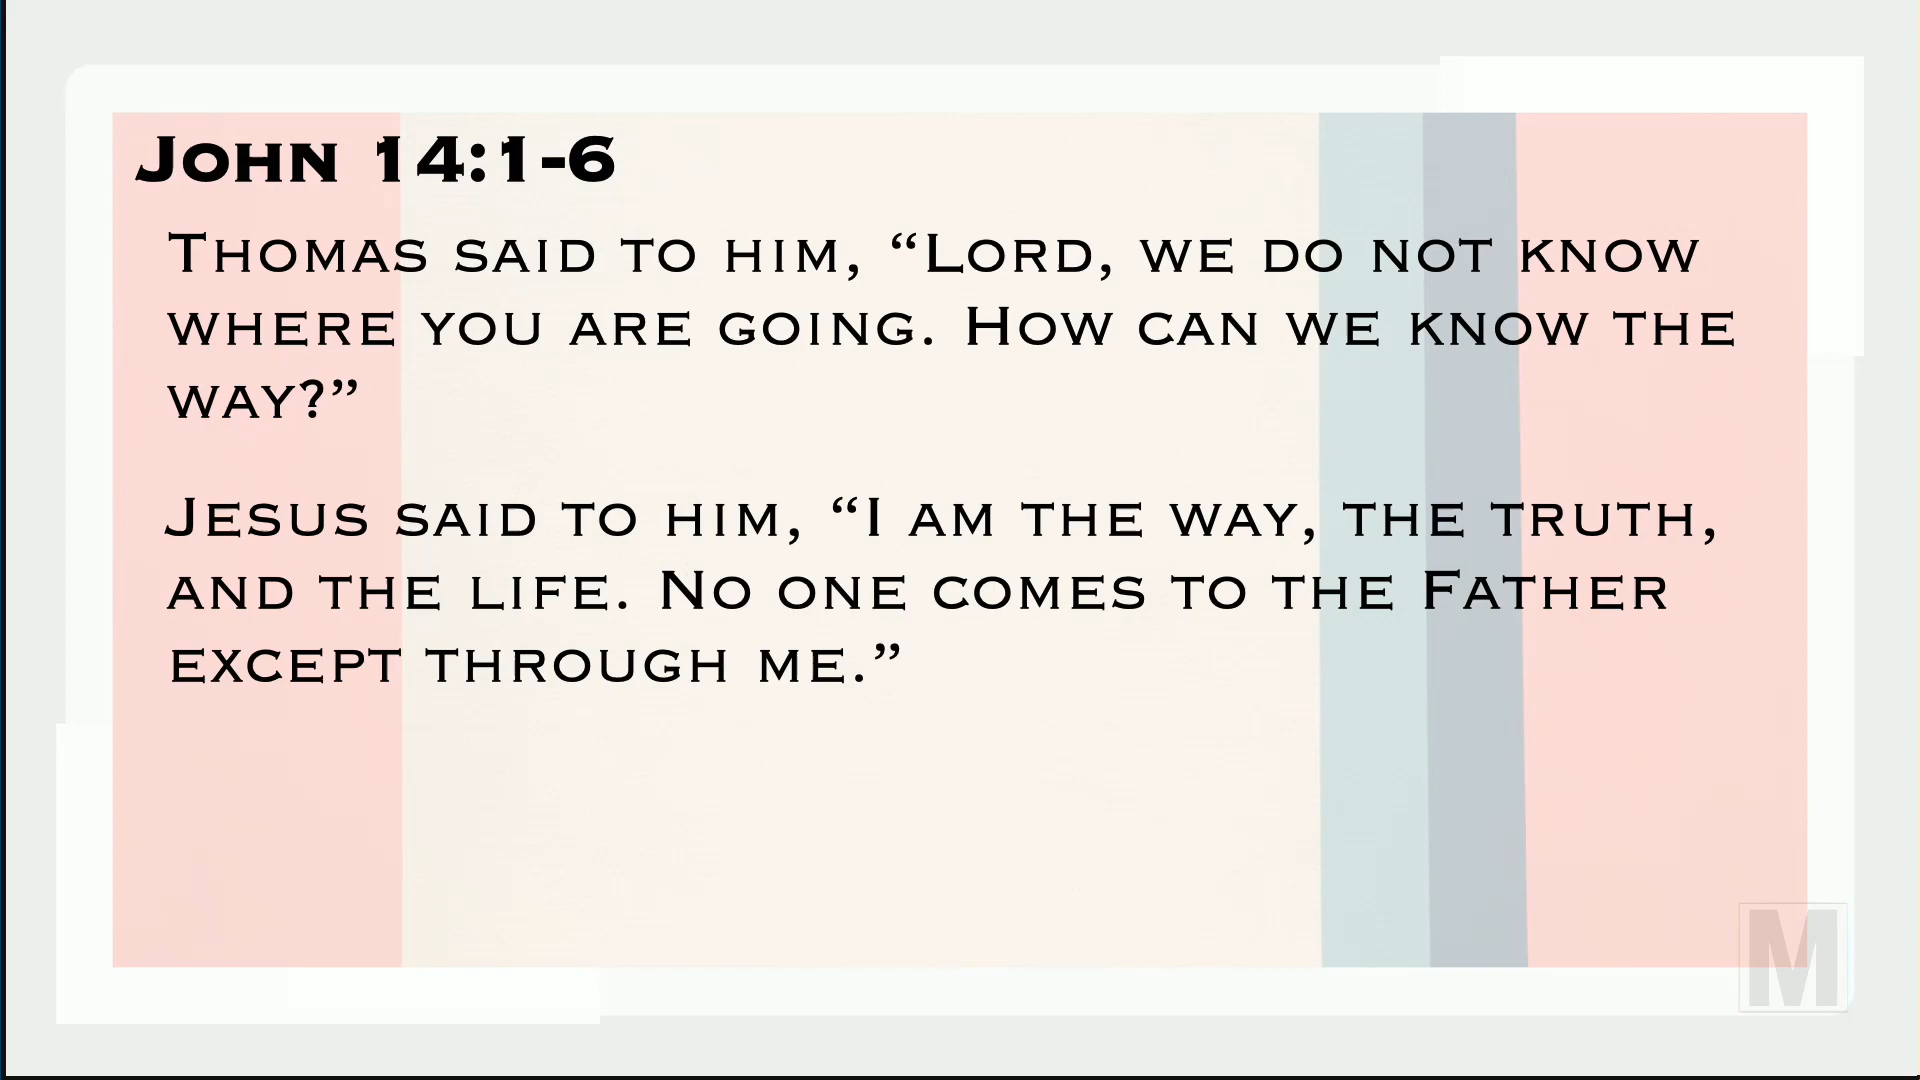 John 14:1-6
Thomas said to him, “Lord, we do not know
where you are going. How can we know the
way?”
Jesus said to him, “I am the way, the truth,
and the life. No one comes to the Father
except through me.”
M